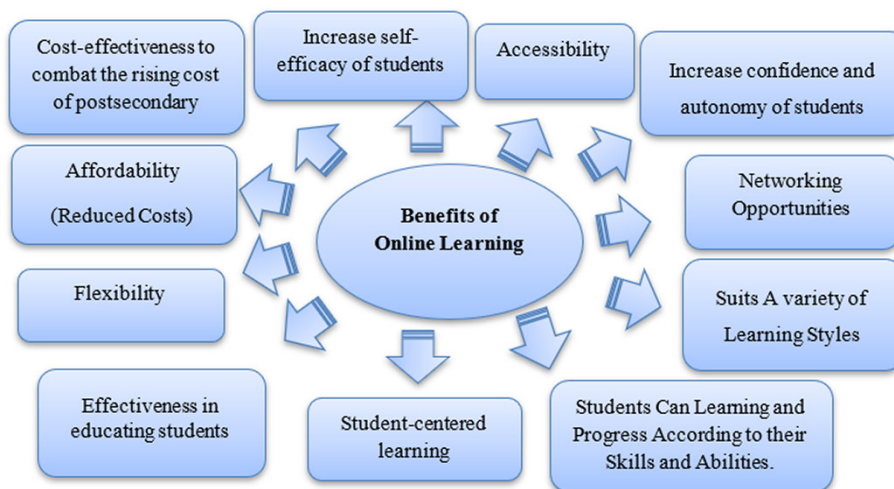 Cost-effectiveness to
combat the rising cost
of postsecondary
Increase self-
efficacy of students
Accessibility
Increase confidence and
autonomy of students
Affordability
(Reduced Costs)
Benefits of
Online Learning
Networking
Opportunities
Flexibility
Suits A variety of
Learning Styles
Effectiveness in
educating students
Student-centered
learning
Students Can Learning and
Progress According to their
Skills and Abilities.